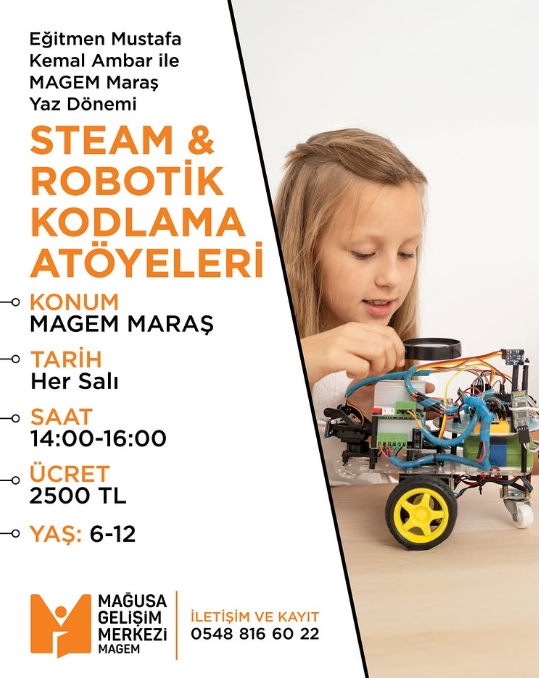 Eğitmen Mustafa
Kemal Ambar ile
MAGEM Maraş
Yaz Dönemi
STEAM &
ROBOTİK
KODLAMA
ATÖYELERİ
KONUM
MAGEM MARAŞ
TARİH
Her Salı
SAAT
14:00-16:00
ÜCRET
2500 TL
YAŞ: 6-12
MAĞUSA
GELİŞİM
MERKEZİ
MAGEM
İLETİŞİM VE KAYIT
0548 816 60 22